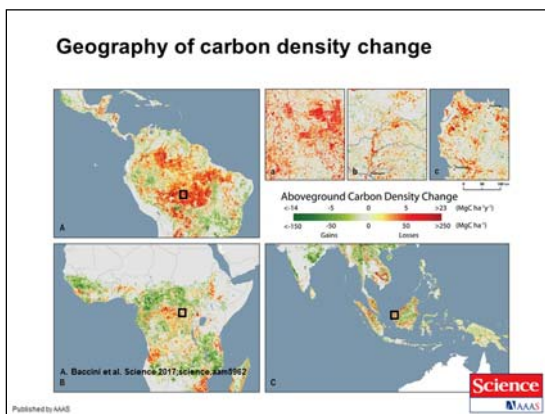 Geography of carbon density change
A
a
b
c
Aboveground Carbon Density Change
<-14 -5 0 5 >23 (MgC ha⁻¹ y⁻¹)
<-150 -50 0 50 >250 (MgC ha⁻¹)
Gains Losses
A. Baccini et al. Science 2017;science.aam5962
B
C
Published by AAAS
Science
AAAS